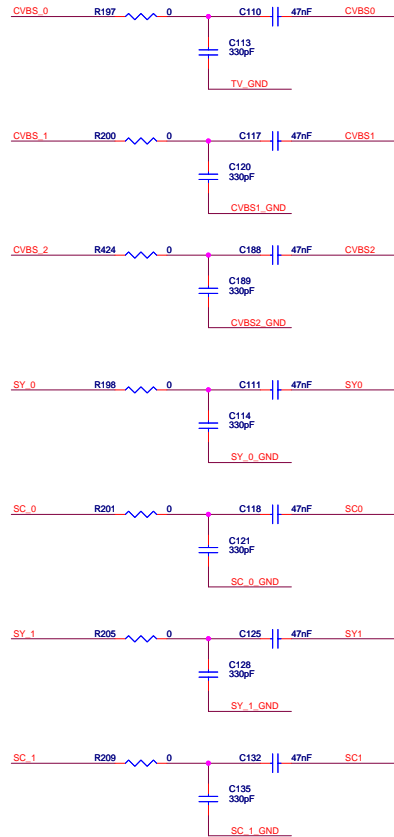 CVBS_0 R197 0 C110 47nF CVBS0
C113
330pF
TV_GND
CVBS_1 R200 0 C117 47nF CVBS1
C120
330pF
CVBS1_GND
CVBS_2 R424 0 C188 47nF CVBS2
C189
330pF
CVBS2_GND
SY_0 R198 0 C111 47nF SY0
C114
330pF
SY_0_GND
SC_0 R201 0 C118 47nF SC0
C121
330pF
SC_0_GND
SY_1 R205 0 C125 47nF SY1
C128
330pF
SY_1_GND
SC_1 R209 0 C132 47nF SC1
C135
330pF
SC_1_GND